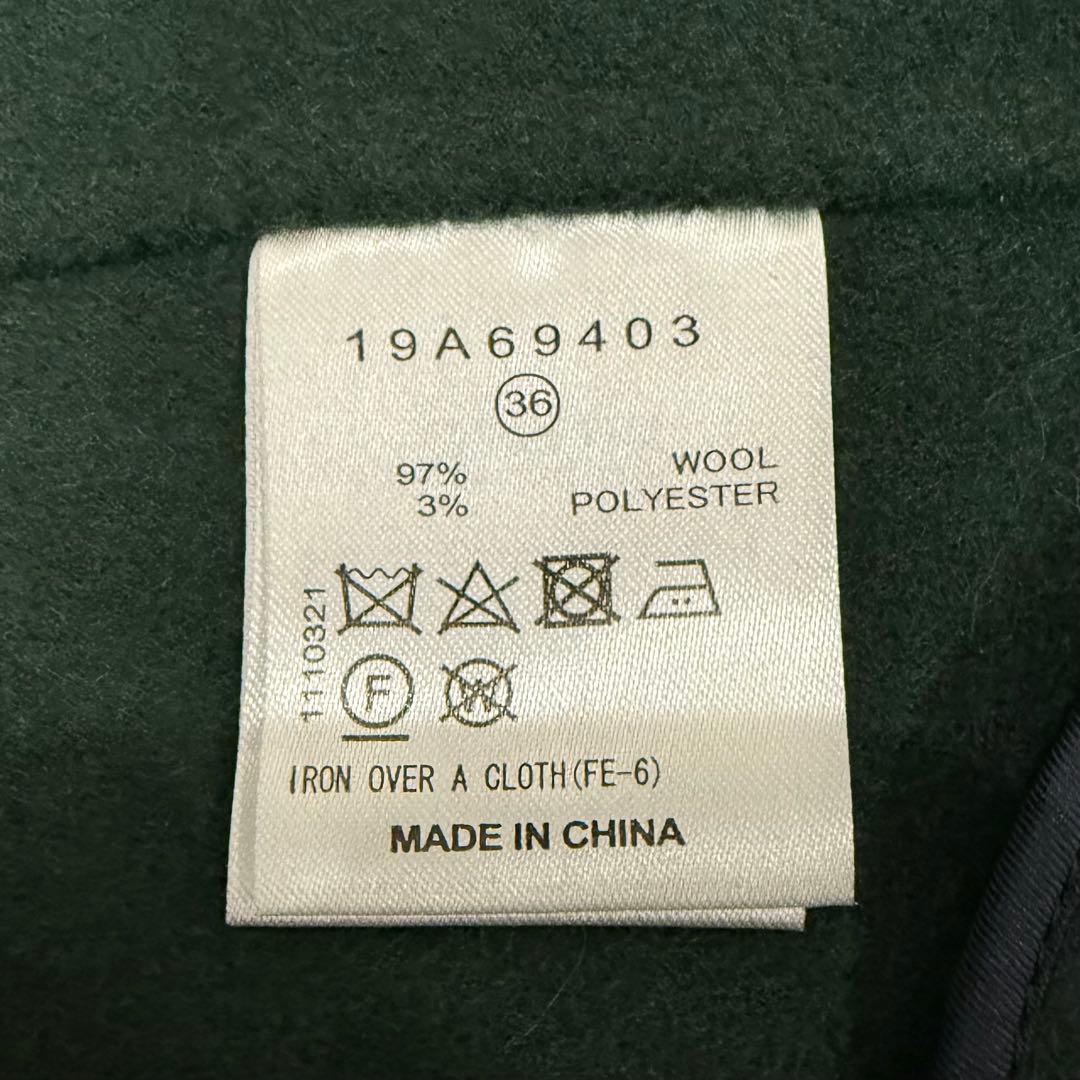 19A69403
36
97% WOOL
3% POLYESTER
1110321
F W
IRON OVER A CLOTH(FE-6)
MADE IN CHINA